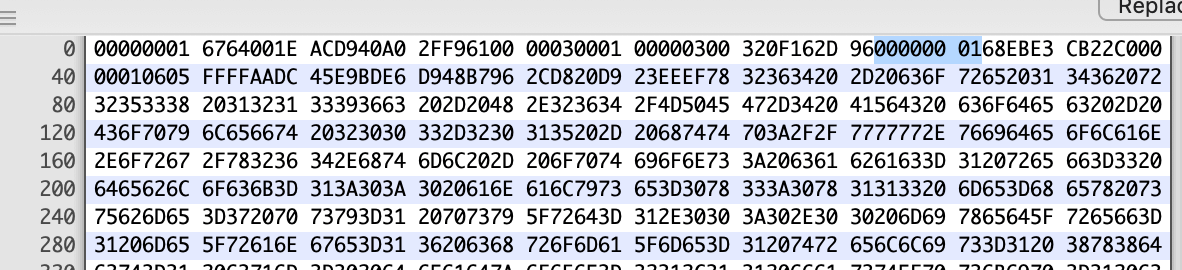 Replac
0 00000001 6764001E ACD940A0 2FF96100 00030001 00000300 320F162D 96000000 0168EBE3 CB22C000
40 00010605 FFFFAADC 45E9BDE6 D948B796 2CD820D9 23EEEF78 32363420 2D20636F 72652031 34362072
80 32353338 20313231 33393663 202D2048 2E323634 2F4D5045 472D3420 41564320 636F6465 63202D20
120 436F7079 6C656674 20323030 332D3230 3135202D 20687474 703A2F2F 7777772E 76696465 6F6C616E
160 2E6F7267 2F783236 342E6874 6D6C202D 206F7074 696F6E73 3A206361 6261633D 31207265 663D3320
200 6465626C 6F636B3D 313A303A 3020616E 616C7973 653D3078 333A3078 31313320 6D653D68 65782073
240 75626D65 3D372070 73793D31 20707379 5F72643D 312E3030 3A302E30 30206D69 7865645F 7265663D
280 31206D65 5F72616E 67653D31 36206368 726F6D61 5F6D653D 31207472 656C6C69 733D3120 38783864